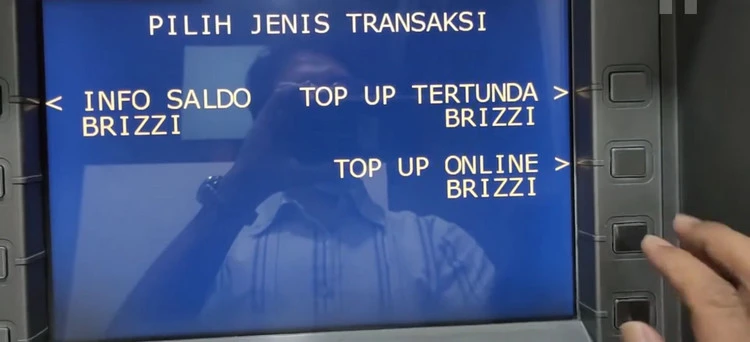 PILIH JENIS TRANSAKSI
< INFO SALDO
BRIZZI
TOP UP TERTUNDA >
BRIZZI
TOP UP ONLINE >
BRIZZI